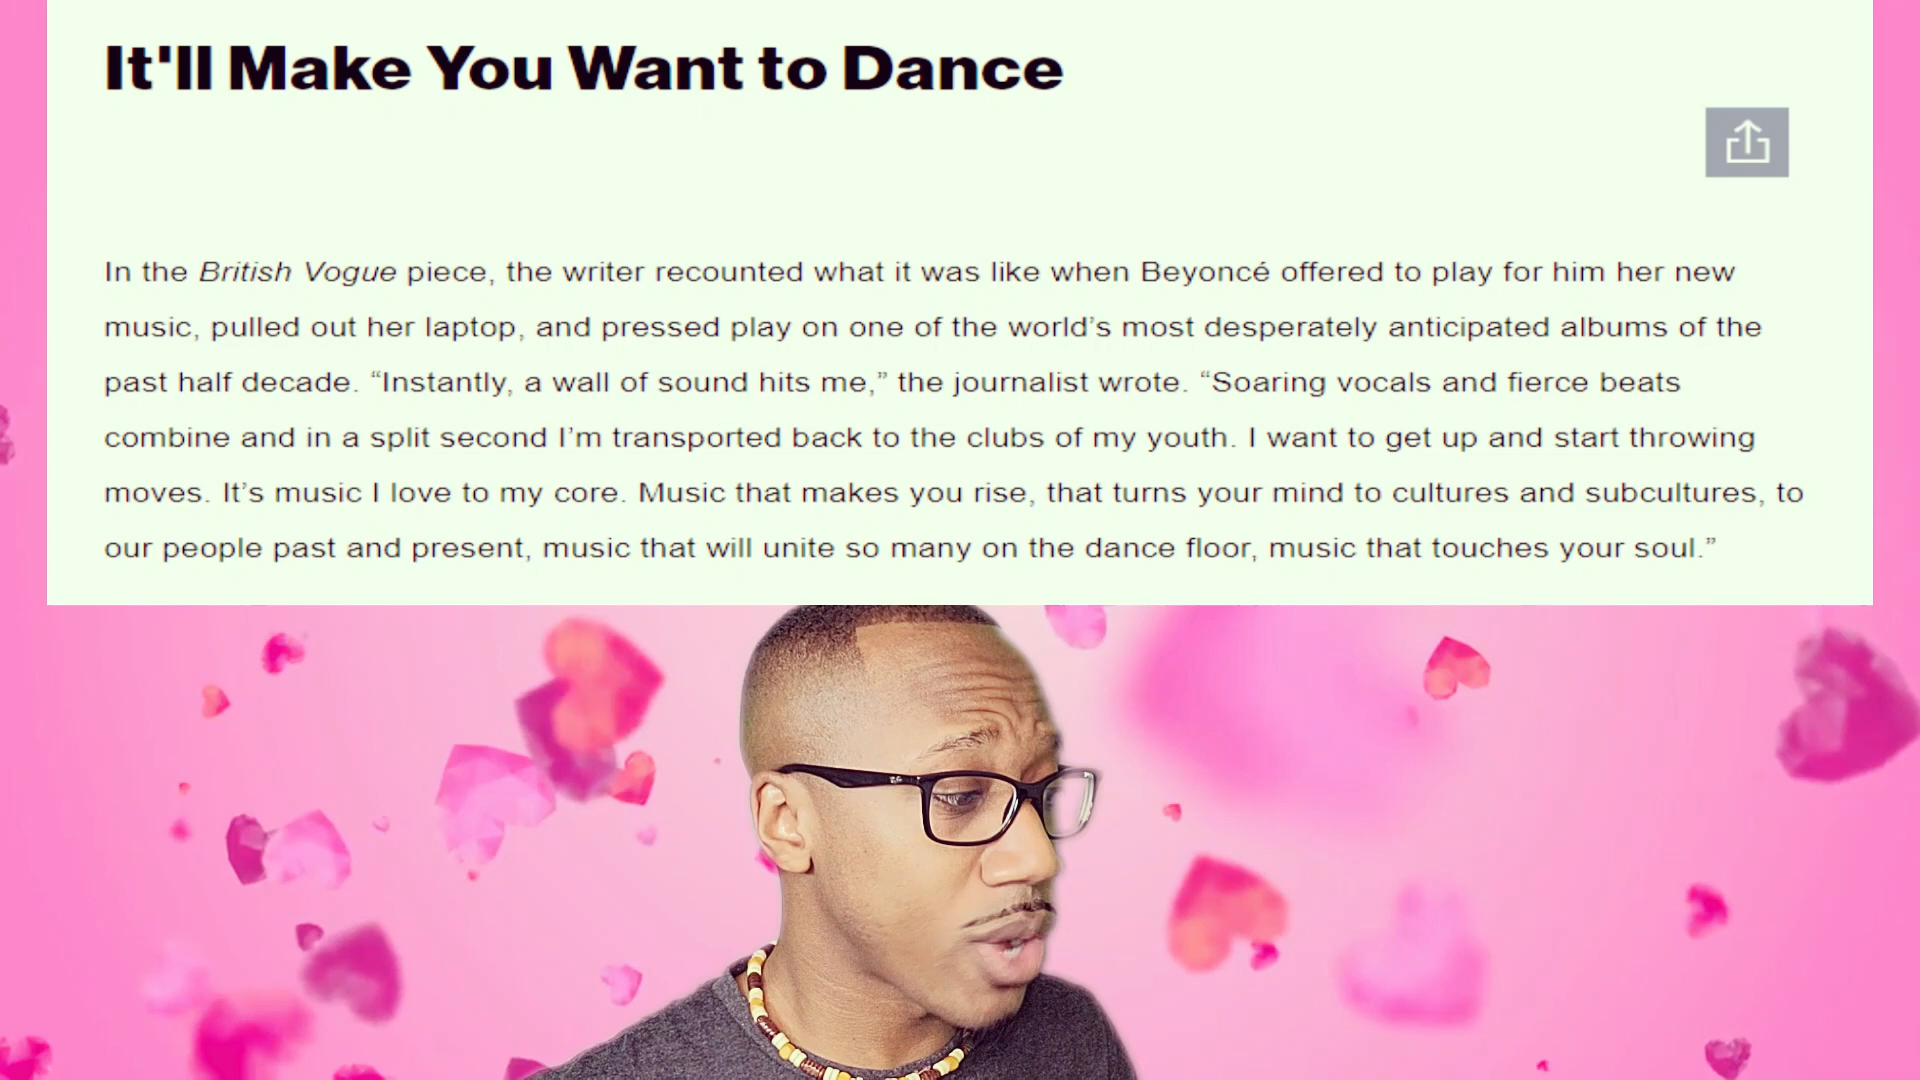 It'll Make You Want to Dance
In the British Vogue piece, the writer recounted what it was like when Beyoncé offered to play for him her new
music, pulled out her laptop, and pressed play on one of the world’s most desperately anticipated albums of the
past half decade. “Instantly, a wall of sound hits me,” the journalist wrote. “Soaring vocals and fierce beats
combine and in a split second I’m transported back to the clubs of my youth. I want to get up and start throwing
moves. It’s music I love to my core. Music that makes you rise, that turns your mind to cultures and subcultures, to
our people past and present, music that will unite so many on the dance floor, music that touches your soul.”